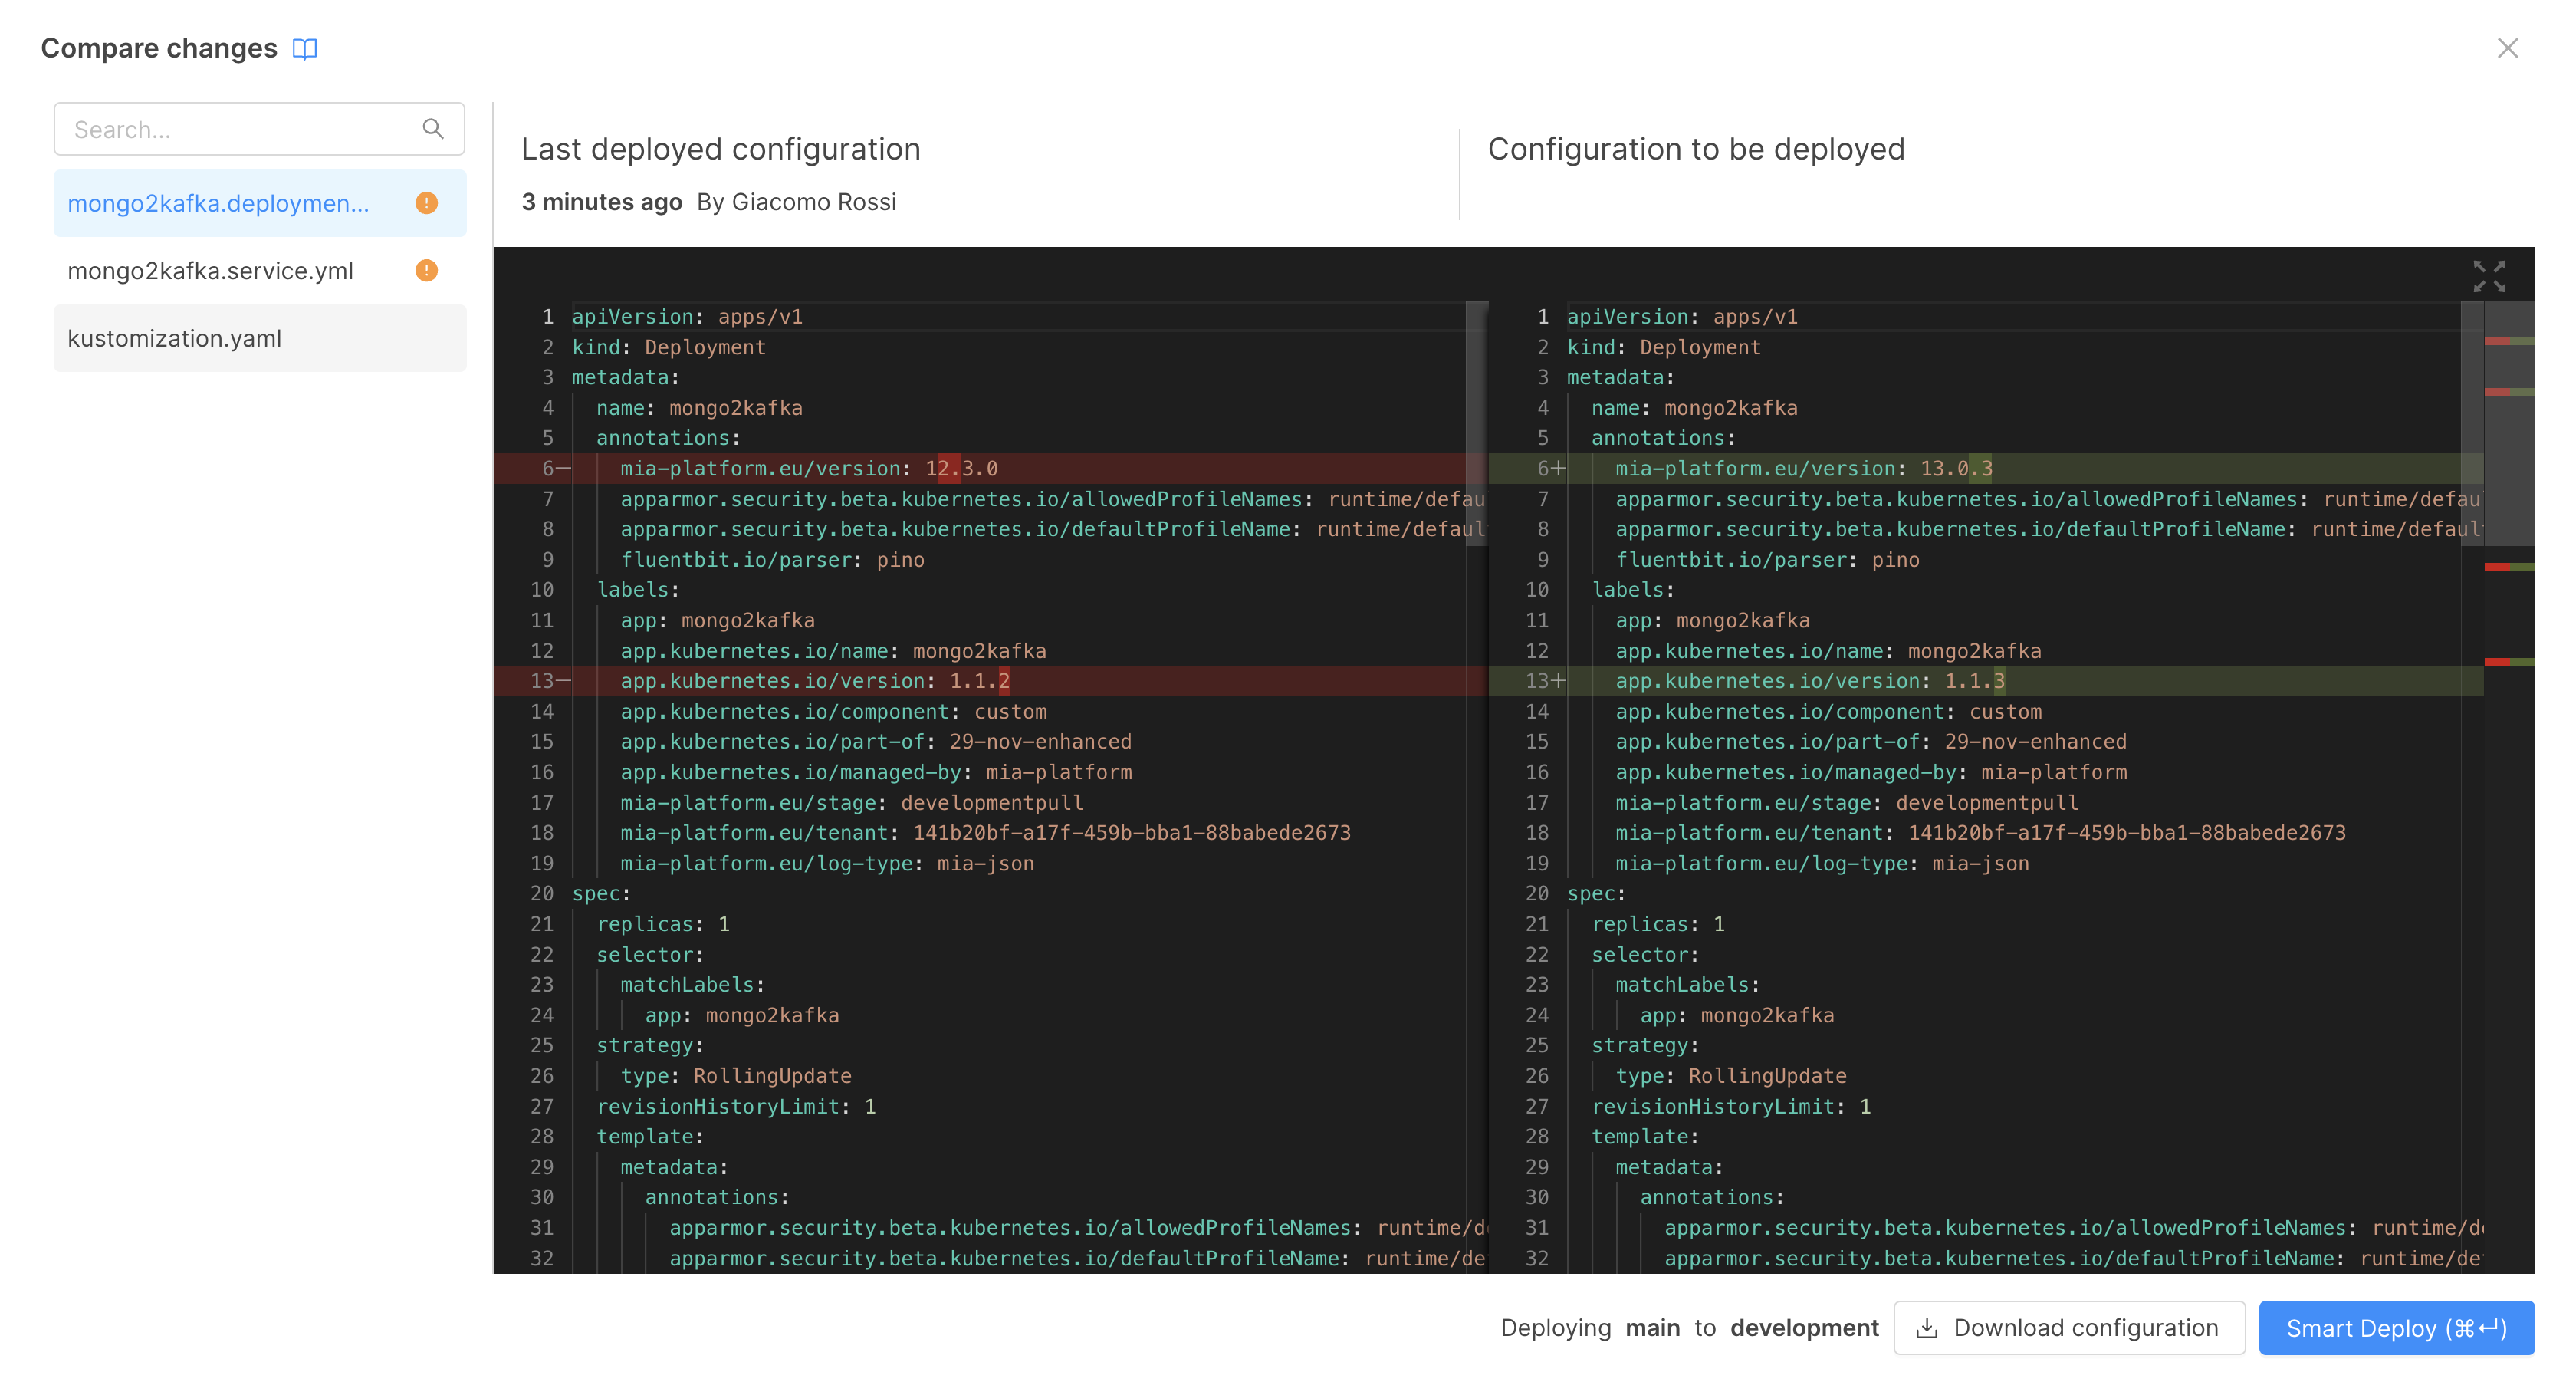 Compare changes
Search...
mongo2kafka.deploymen...
mongo2kafka.service.yml
kustomization.yaml
Last deployed configuration
3 minutes ago By Giacomo Rossi
Configuration to be deployed
1 apiVersion: apps/v1
2 kind: Deployment
3 metadata:
4 name: mongo2kafka
5 annotations:
6— mia-platform.eu/version: 12.3.0
7 apparmor.security.beta.kubernetes.io/allowedProfileNames: runtime/defau
8 apparmor.security.beta.kubernetes.io/defaultProfileName: runtime/defaul
9 fluentbit.io/parser: pino
10 labels:
11 app: mongo2kafka
12 app.kubernetes.io/name: mongo2kafka
13— app.kubernetes.io/version: 1.1.2
14 app.kubernetes.io/component: custom
15 app.kubernetes.io/part-of: 29-nov-enhanced
16 app.kubernetes.io/managed-by: mia-platform
17 mia-platform.eu/stage: developmentpull
18 mia-platform.eu/tenant: 141b20bf-a17f-459b-bba1-88babede2673
19 mia-platform.eu/log-type: mia-json
20 spec:
21 replicas: 1
22 selector:
23 matchLabels:
24 app: mongo2kafka
25 strategy:
26 type: RollingUpdate
27 revisionHistoryLimit: 1
28 template:
29 metadata:
30 annotations:
31 apparmor.security.beta.kubernetes.io/allowedProfileNames: runtime/d
32 apparmor.security.beta.kubernetes.io/defaultProfileName: runtime/de
1 apiVersion: apps/v1
2 kind: Deployment
3 metadata:
4 name: mongo2kafka
5 annotations:
6+ mia-platform.eu/version: 13.0.3
7 apparmor.security.beta.kubernetes.io/allowedProfileNames: runtime/defau
8 apparmor.security.beta.kubernetes.io/defaultProfileName: runtime/default
9 fluentbit.io/parser: pino
10 labels:
11 app: mongo2kafka
12 app.kubernetes.io/name: mongo2kafka
13+ app.kubernetes.io/version: 1.1.3
14 app.kubernetes.io/component: custom
15 app.kubernetes.io/part-of: 29-nov-enhanced
16 app.kubernetes.io/managed-by: mia-platform
17 mia-platform.eu/stage: developmentpull
18 mia-platform.eu/tenant: 141b20bf-a17f-459b-bba1-88babede2673
19 mia-platform.eu/log-type: mia-json
20 spec:
21 replicas: 1
22 selector:
23 matchLabels:
24 app: mongo2kafka
25 strategy:
26 type: RollingUpdate
27 revisionHistoryLimit: 1
28 template:
29 metadata:
30 annotations:
31 apparmor.security.beta.kubernetes.io/allowedProfileNames: runtime/de
32 apparmor.security.beta.kubernetes.io/defaultProfileName: runtime/de
Deploying main to development
Download configuration
Smart Deploy (⌘↵)